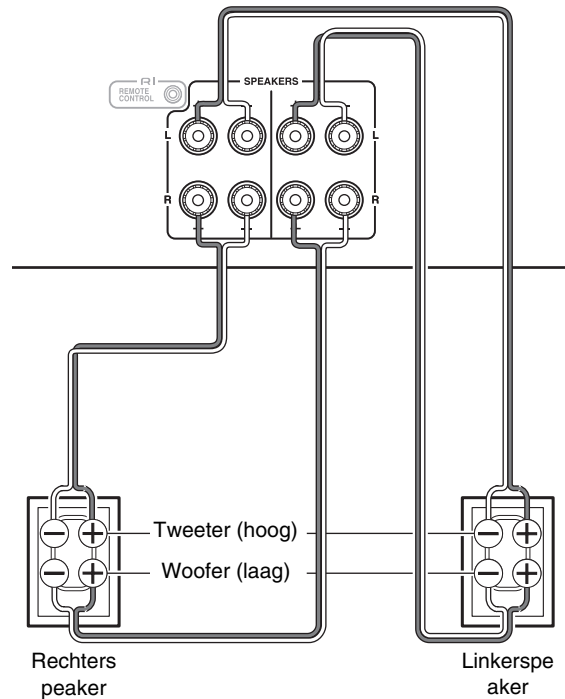 RI
REMOTE
CONTROL
SPEAKERS
L
L
R
R
Tweeter (hoog)
Woofer (laag)
Rechters
peaker
Linkerspe
aker